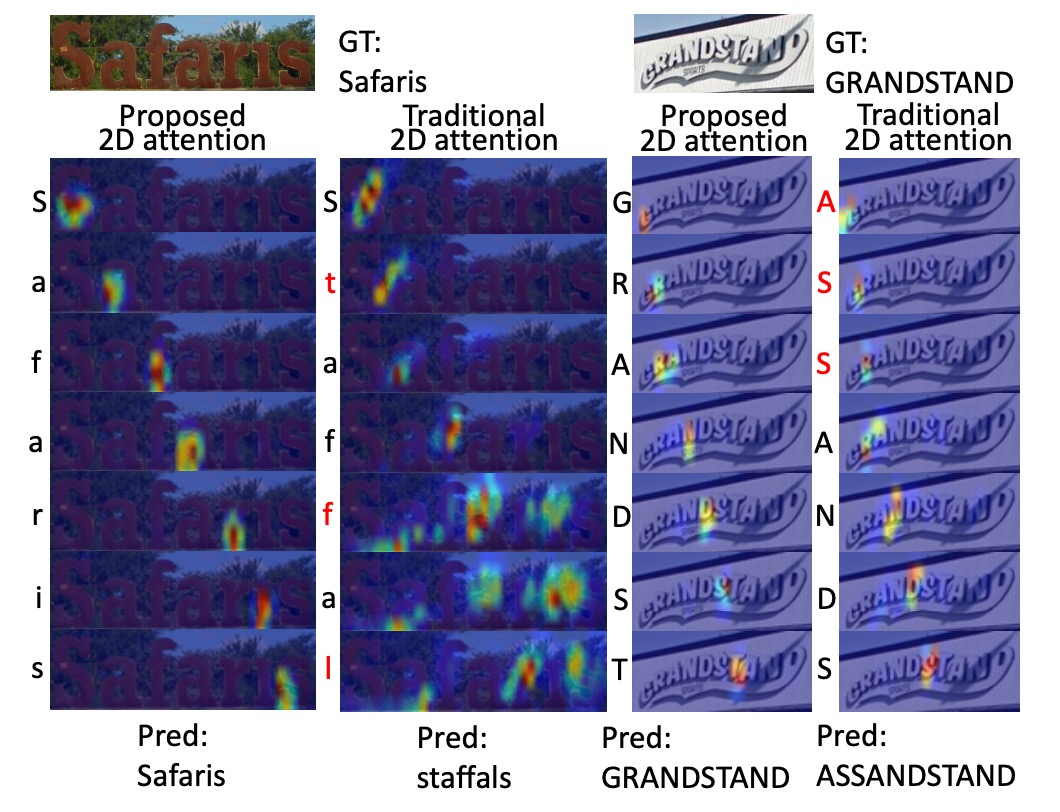 Safaris
GT:
Safaris
GRANDSTAND
SPORTS
GT:
GRANDSTAND
Proposed
2D attention
Traditional
2D attention
Proposed
2D attention
Traditional
2D attention
S S G A
a t R S
f a A S
a f N A
r f D N
i a S D
s l T S
Pred:
Safaris
Pred:
staffals
Pred:
GRANDSTAND
Pred:
ASSANDSTAND